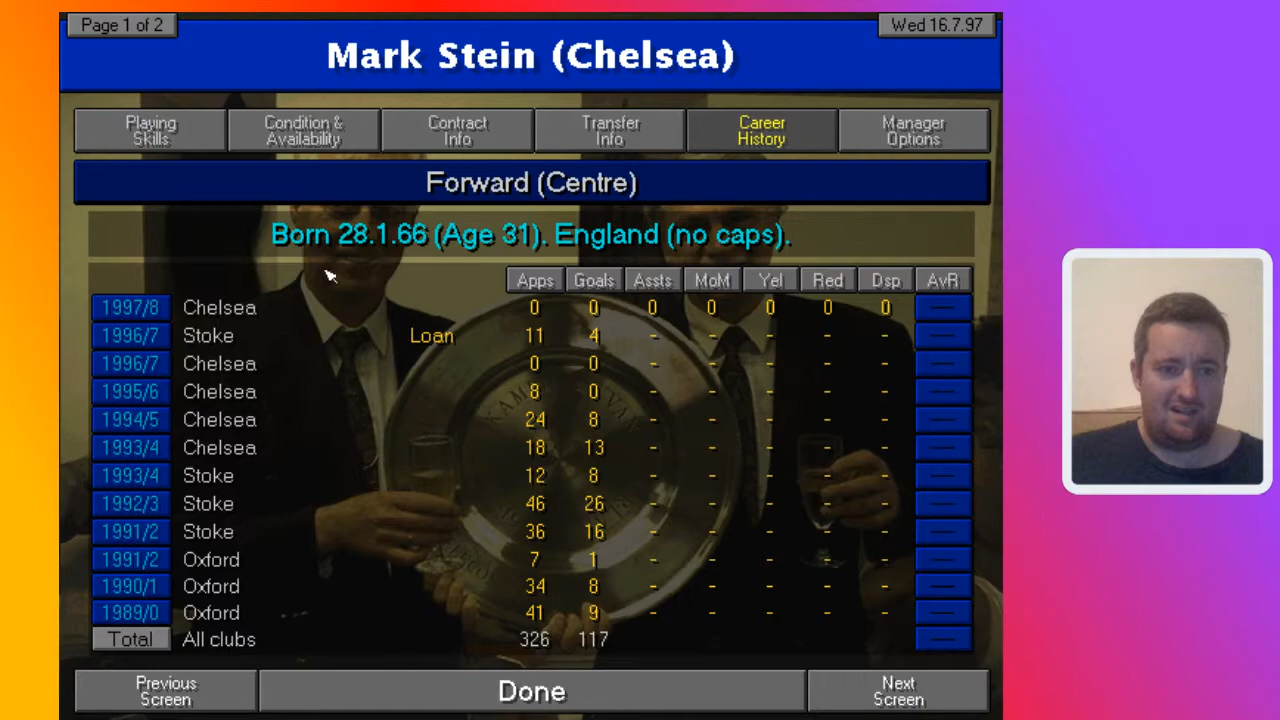 Page 1 of 2
Wed 16.7.97
Mark Stein (Chelsea)
Playing Skills
Condition & Availability
Contract Info
Transfer Info
Career History
Manager Options
Forward (Centre)
Born 28.1.66 (Age 31). England (no caps).
Apps Goals Assts MoM Yel Red Dsp AvR
1997/8 Chelsea 0 0 0 0 0 0 0 —
1996/7 Stoke Loan 11 4 - - - - - —
1996/7 Chelsea 0 0 - - - - - —
1995/6 Chelsea 8 0 - - - - - —
1994/5 Chelsea 24 8 - - - - - —
1993/4 Chelsea 18 13 - - - - - —
1993/4 Stoke 12 8 - - - - - —
1992/3 Stoke 46 26 - - - - - —
1991/2 Stoke 36 16 - - - - - —
1991/2 Oxford 7 1 - - - - - —
1990/1 Oxford 34 8 - - - - - —
1989/0 Oxford 41 9 - - - - - —
Total All clubs 326 117 —
Previous Screen
Done
Next Screen